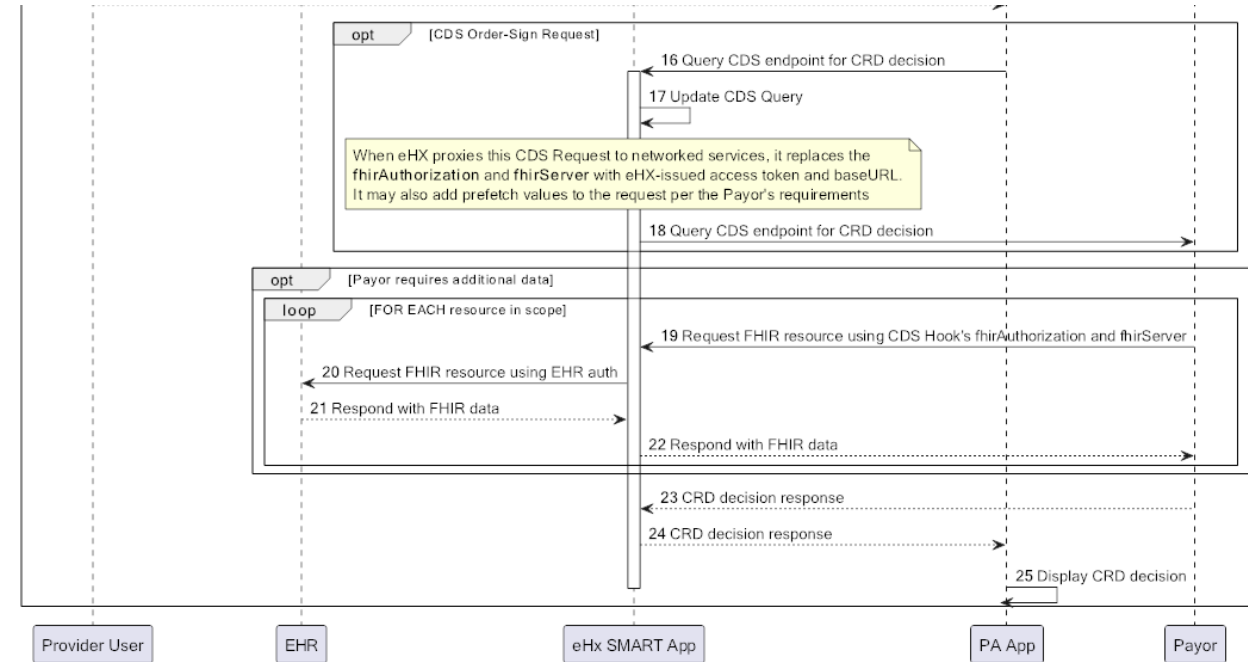 opt [CDS Order-Sign Request]
16 Query CDS endpoint for CRD decision
17 Update CDS Query
When eHX proxies this CDS Request to networked services, it replaces the
fhirAuthorization and fhirServer with eHX-issued access token and baseURL.
It may also add prefetch values to the request per the Payor's requirements
18 Query CDS endpoint for CRD decision
opt [Payor requires additional data]
loop [FOR EACH resource in scope]
19 Request FHIR resource using CDS Hook's fhirAuthorization and fhirServer
20 Request FHIR resource using EHR auth
21 Respond with FHIR data
22 Respond with FHIR data
23 CRD decision response
24 CRD decision response
25 Display CRD decision
Provider User EHR eHx SMART App PA App Payor